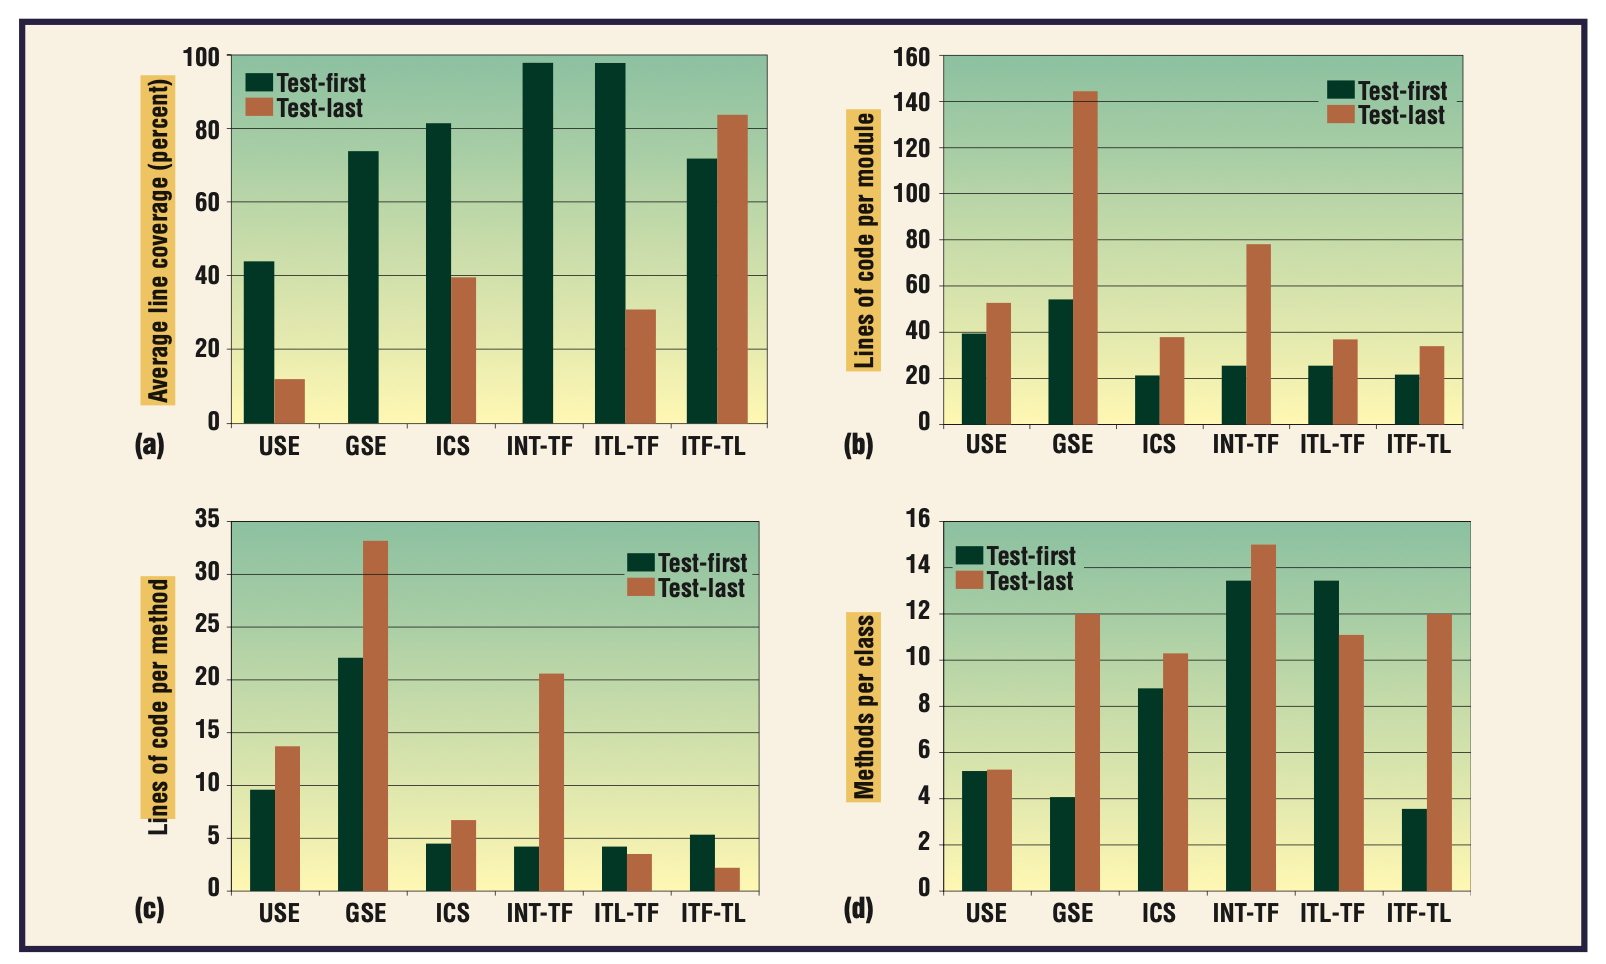 Average line coverage (percent)
100
80
60
40
20
0
Test-first
Test-last
USE GSE ICS INT-TF ITL-TF ITF-TL
(a)
Lines of code per module
160
140
120
100
80
60
40
20
0
Test-first
Test-last
USE GSE ICS INT-TF ITL-TF ITF-TL
(b)
Lines of code per method
35
30
25
20
15
10
5
0
Test-first
Test-last
USE GSE ICS INT-TF ITL-TF ITF-TL
(c)
Methods per class
16
14
12
10
8
6
4
2
0
Test-first
Test-last
USE GSE ICS INT-TF ITL-TF ITF-TL
(d)